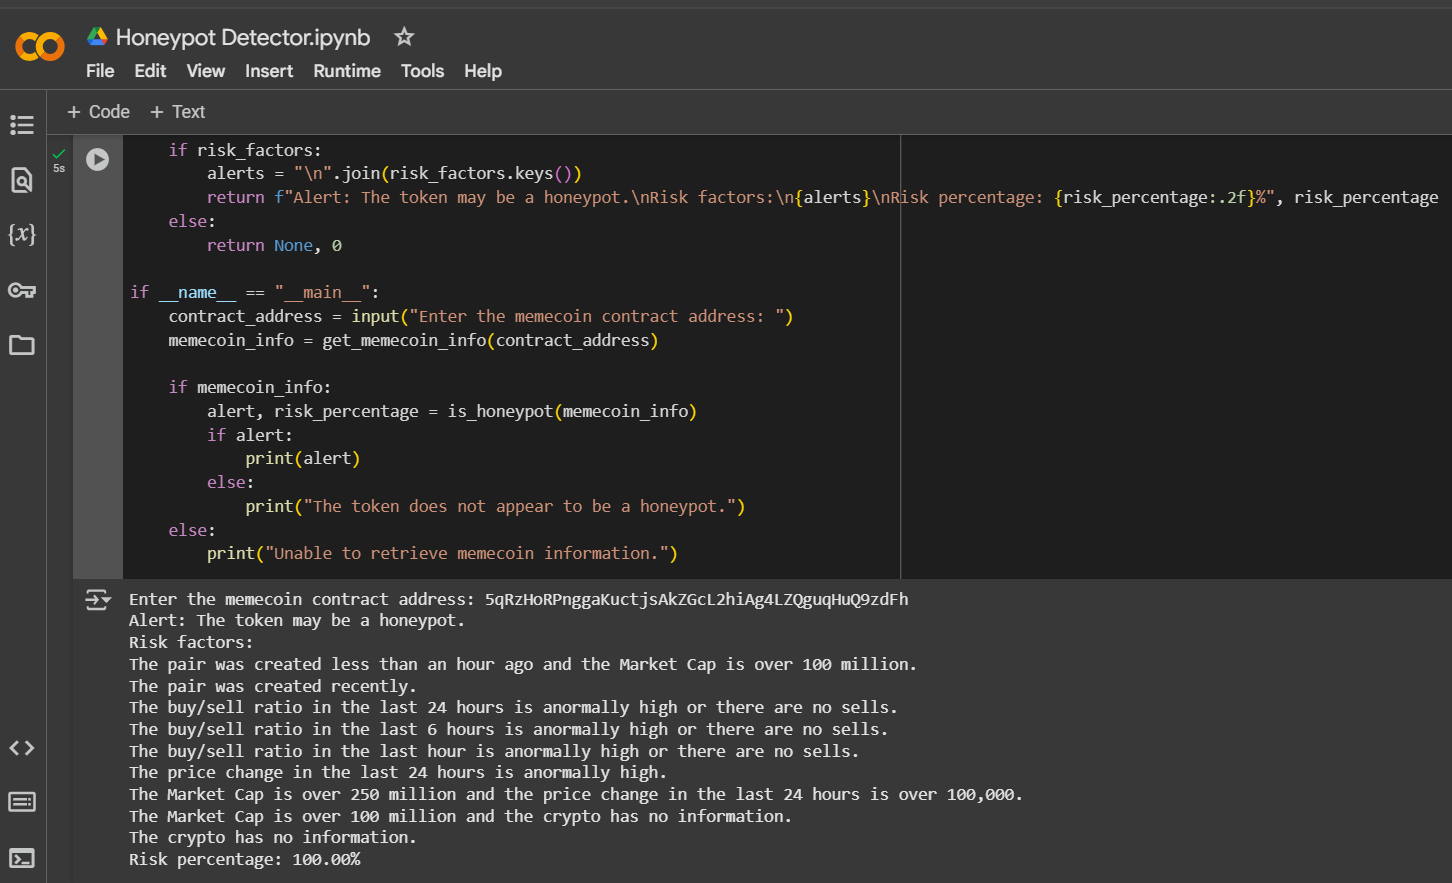 Honeypot Detector.ipynb
File Edit View Insert Runtime Tools Help
+ Code + Text
5s
if risk_factors:
alerts = "\n".join(risk_factors.keys())
return f"Alert: The token may be a honeypot.\nRisk factors:\n{alerts}\nRisk percentage: {risk_percentage:.2f}%", risk_percentage
else:
return None, 0
if __name__ == "__main__":
contract_address = input("Enter the memecoin contract address: ")
memecoin_info = get_memecoin_info(contract_address)
if memecoin_info:
alert, risk_percentage = is_honeypot(memecoin_info)
if alert:
print(alert)
else:
print("The token does not appear to be a honeypot.")
else:
print("Unable to retrieve memecoin information.")
Enter the memecoin contract address: 5qRzHoRPnggaKuctjsAkZGcL2hiAg4LZQguqHuQ9zdFh
Alert: The token may be a honeypot.
Risk factors:
The pair was created less than an hour ago and the Market Cap is over 100 million.
The pair was created recently.
The buy/sell ratio in the last 24 hours is anormally high or there are no sells.
The buy/sell ratio in the last 6 hours is anormally high or there are no sells.
The buy/sell ratio in the last hour is anormally high or there are no sells.
The price change in the last 24 hours is anormally high.
The Market Cap is over 250 million and the price change in the last 24 hours is over 100,000.
The Market Cap is over 100 million and the crypto has no information.
The crypto has no information.
Risk percentage: 100.00%